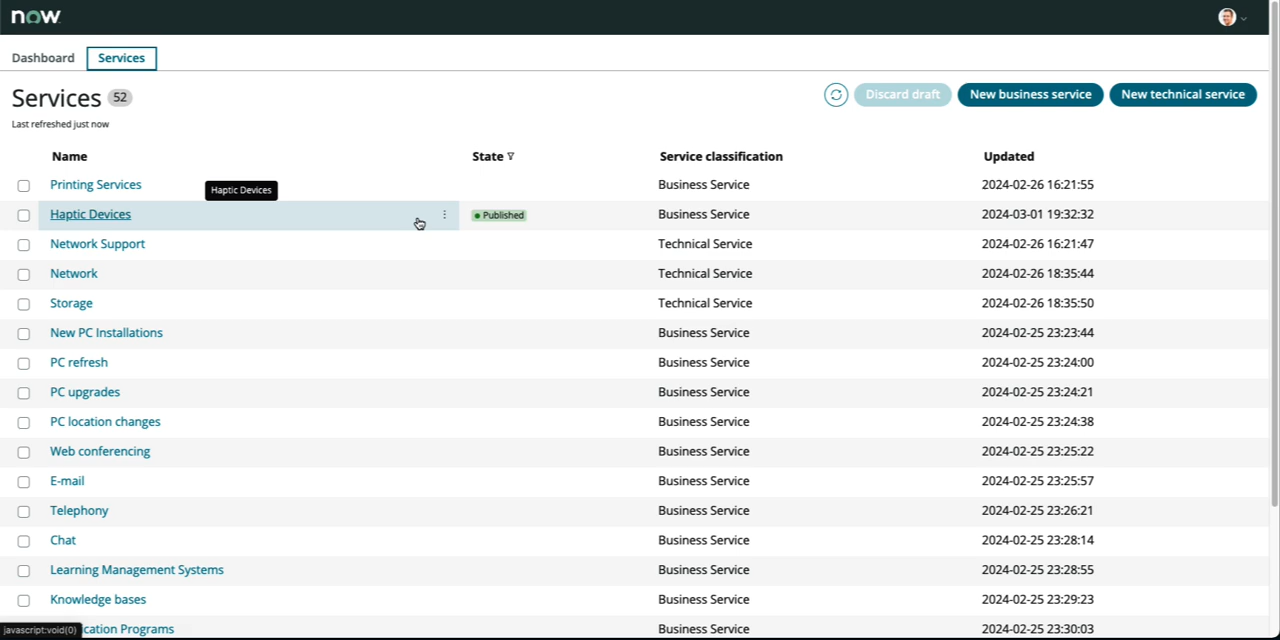 now
Dashboard Services
Services 52 Discard draft New business service New technical service
Last refreshed just now
Name State Service classification Updated
Printing Services Business Service 2024-02-26 16:21:55
Haptic Devices
Haptic Devices Published Business Service 2024-03-01 19:32:32
Network Support Technical Service 2024-02-26 16:21:47
Network Technical Service 2024-02-26 18:35:44
Storage Technical Service 2024-02-26 18:35:50
New PC Installations Business Service 2024-02-25 23:23:44
PC refresh Business Service 2024-02-25 23:24:00
PC upgrades Business Service 2024-02-25 23:24:21
PC location changes Business Service 2024-02-25 23:24:38
Web conferencing Business Service 2024-02-25 23:25:22
E-mail Business Service 2024-02-25 23:25:57
Telephony Business Service 2024-02-25 23:26:21
Chat Business Service 2024-02-25 23:28:14
Learning Management Systems Business Service 2024-02-25 23:28:55
Knowledge bases Business Service 2024-02-25 23:29:23
javascript:void(0) Programs Business Service 2024-02-25 23:30:03